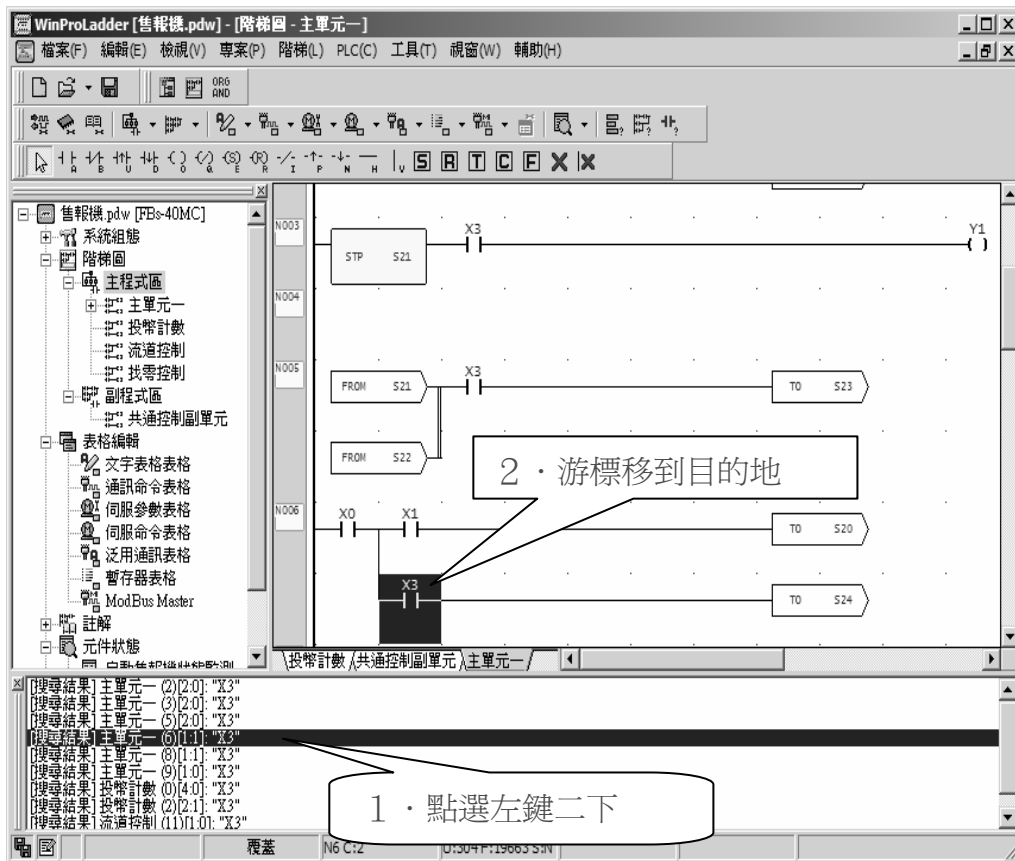 WinProLadder [售報機.pdw] - [階梯圖 - 主單元一]
檔案(F) 編輯(E) 檢視(V) 專案(P) 階梯(L) PLC(C) 工具(T) 視窗(W) 輔助(H)
ORG
AND
A B U D O Q E R I P N H V S R T C F
售報機.pdw [FBs-40MC]
系統組態
階梯圖
主程式區
主單元一
投幣計數
流道控制
找零控制
副程式區
共通控制副單元
表格編輯
文字表格表格
通訊命令表格
伺服參數表格
伺服命令表格
泛用通訊表格
暫存器表格
ModBus Master
註解
元件狀態
自動售報機狀態監測
N003
STP S21
X3
Y1
N004
N005
FROM S21
X3
TO S23
FROM S22
2．游標移到目的地
N006
X0 X1
TO S20
X3
TO S24
投幣計數 共通控制副單元 主單元一
[搜尋結果] 主單元一 (2)[2:0]: "X3"
[搜尋結果] 主單元一 (3)[2:0]: "X3"
[搜尋結果] 主單元一 (5)[2:0]: "X3"
[搜尋結果] 主單元一 (6)[1:1]: "X3"
[搜尋結果] 主單元一 (8)[1:1]: "X3"
[搜尋結果] 主單元一 (9)[1:0]: "X3"
[搜尋結果] 投幣計數 (0)[4:0]: "X3"
[搜尋結果] 投幣計數 (2)[2:1]: "X3"
[搜尋結果] 流道控制 (11)[1:0]: "X3"
1．點選左鍵二下
覆蓋 N6 C:2 U:304 F:19663 S:N